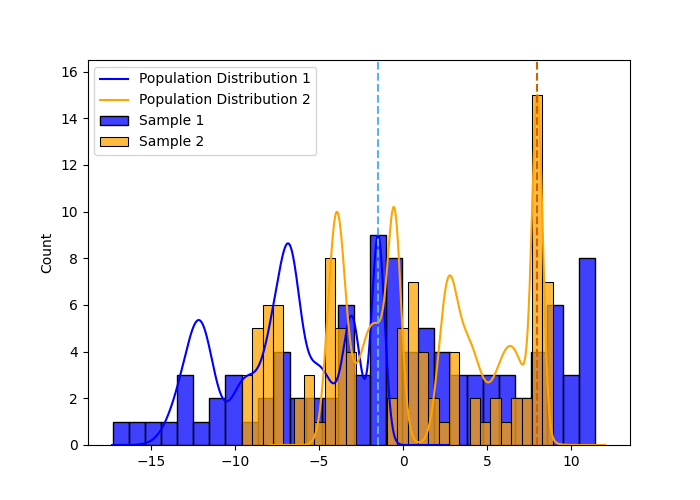 16
14
12
10
8
6
4
2
0
Count
Population Distribution 1
Population Distribution 2
Sample 1
Sample 2
−15 −10 −5 0 5 10